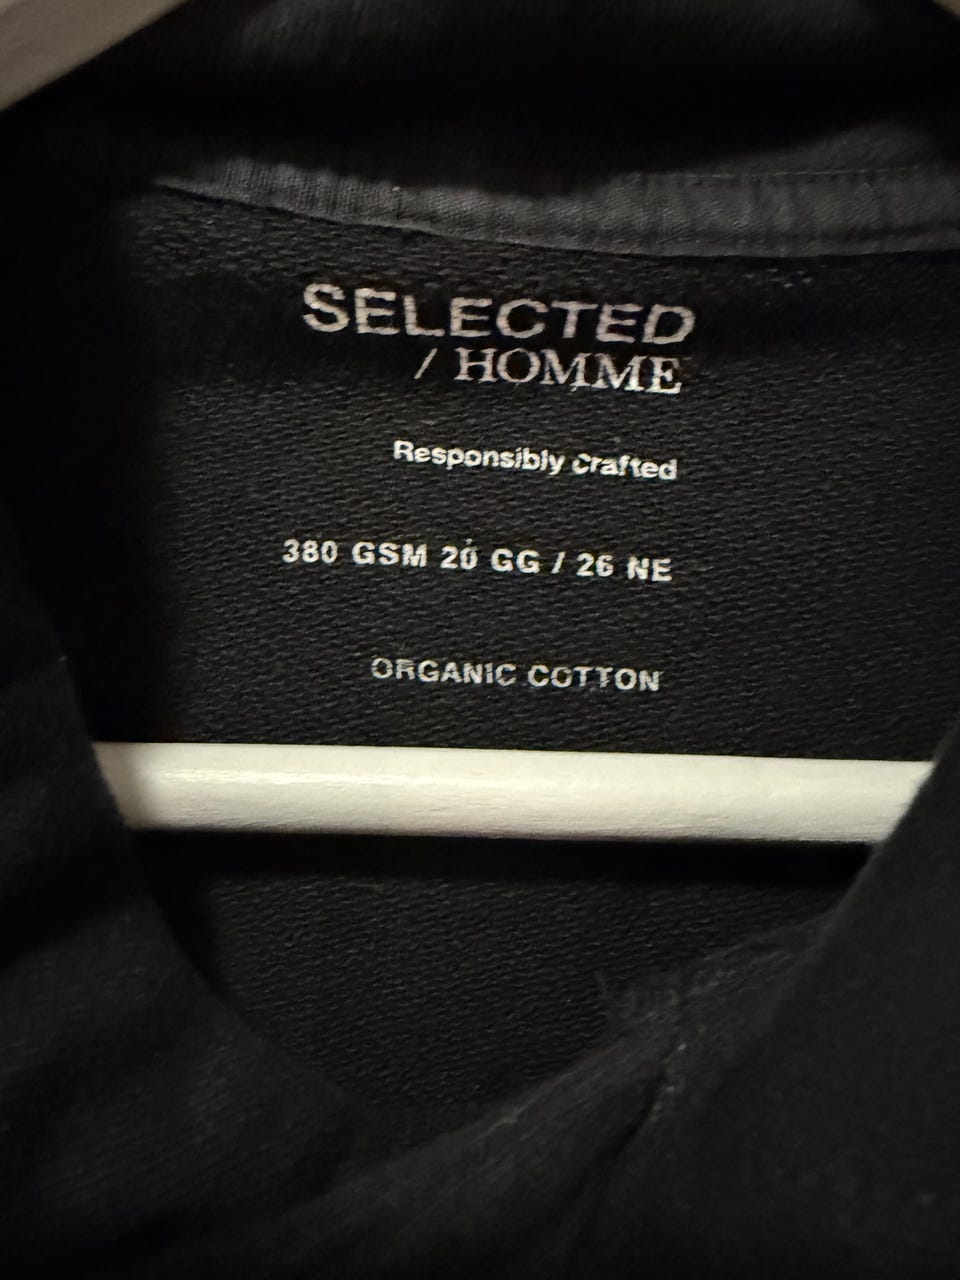 SELECTED
/ HOMME
Responsibly crafted
380 GSM 20 GG / 26 NE
ORGANIC COTTON